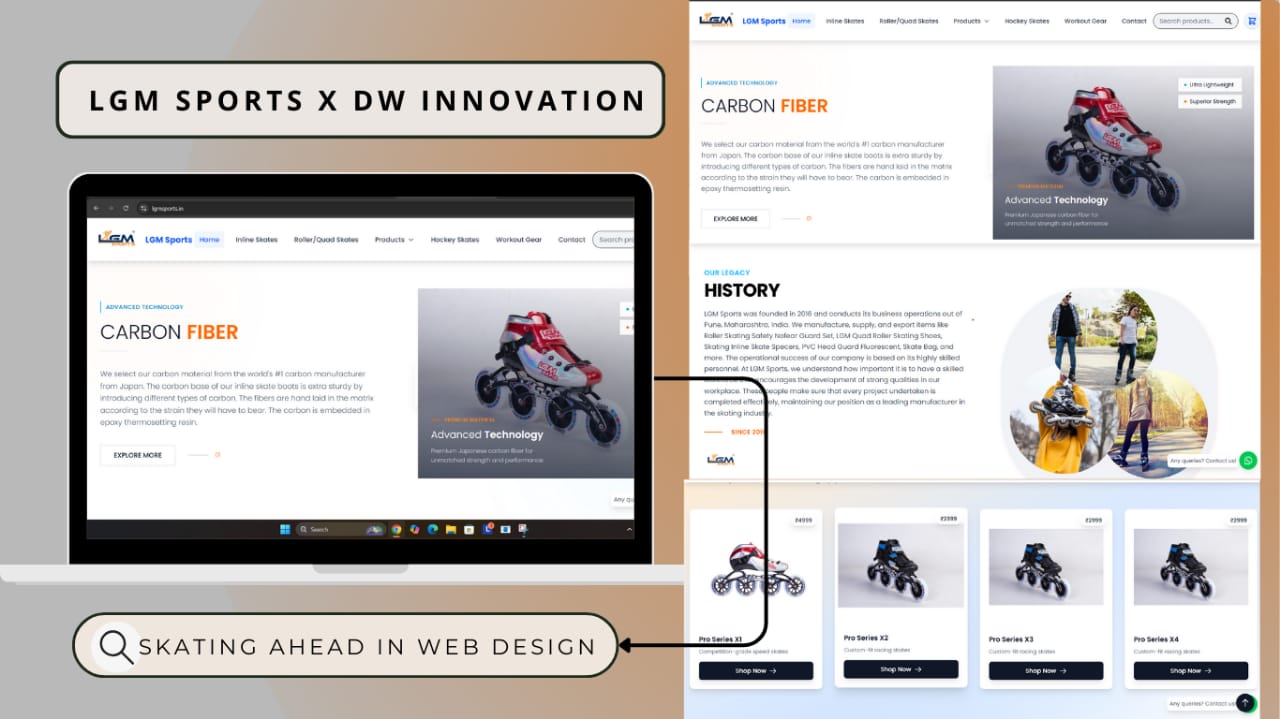 LGM SPORTS X DW INNOVATION
lgmsports.in
LGM SPORTS
LGM Sports
Home
Inline Skates
Roller/Quad Skates
Products
Hockey Skates
Workout Gear
Contact
Search pro
ADVANCED TECHNOLOGY
CARBON FIBER
We select our carbon material from the world's #1 carbon manufacturer
from Japan. The carbon base of our inline skate boots is extra sturdy by
introducing different types of carbon. The fibers are hand laid in the matrix
according to the strain they will have to bear. The carbon is embedded in
epoxy thermosetting resin.
EXPLORE MORE
01
PREMIUM MATERIAL
Advanced Technology
Premium Japanese carbon fiber for
unmatched strength and performance
Any qu
Search
SKATING AHEAD IN WEB DESIGN
LGM SPORTS
LGM Sports
Home
Inline Skates
Roller/Quad Skates
Products
Hockey Skates
Workout Gear
Contact
Search products...
ADVANCED TECHNOLOGY
CARBON FIBER
We select our carbon material from the world's #1 carbon manufacturer
from Japan. The carbon base of our inline skate boots is extra sturdy by
introducing different types of carbon. The fibers are hand laid in the matrix
according to the strain they will have to bear. The carbon is embedded in
epoxy thermosetting resin.
EXPLORE MORE
Ultra Lightweight
Superior Strength
PREMIUM MATERIAL
Advanced Technology
Premium Japanese carbon fiber for
unmatched strength and performance
OUR LEGACY
HISTORY
LGM Sports was founded in 2016 and conducts its business operations out of
Pune, Maharashtra, India. We manufacture, supply, and export items like
Roller Skating Safety Nafear Guard Set, LGM Quad Roller Skating Shoes,
Skating Inline Skate Specers, PVC Head Guard Fluorescent, Skate Bag, and
more. The operational success of our company is based on its highly skilled
personnel. At LGM Sports, we understand how important it is to have a skilled
encourages the development of strong qualities in our
workplace. These people make sure that every project undertaken is
completed effectively, maintaining our position as a leading manufacturer in
the skating industry.
SINCE 201
LGM SPORTS
Any queries? Contact us!
₹4999
Pro Series X1
Competition-grade speed skates
Shop Now →
₹3999
Pro Series X2
Custom-fit racing skates
Shop Now →
₹2999
Pro Series X3
Custom-fit racing skates
Shop Now →
₹2999
Pro Series X4
Custom-fit racing skates
Shop Now →
Any queries? Contact us